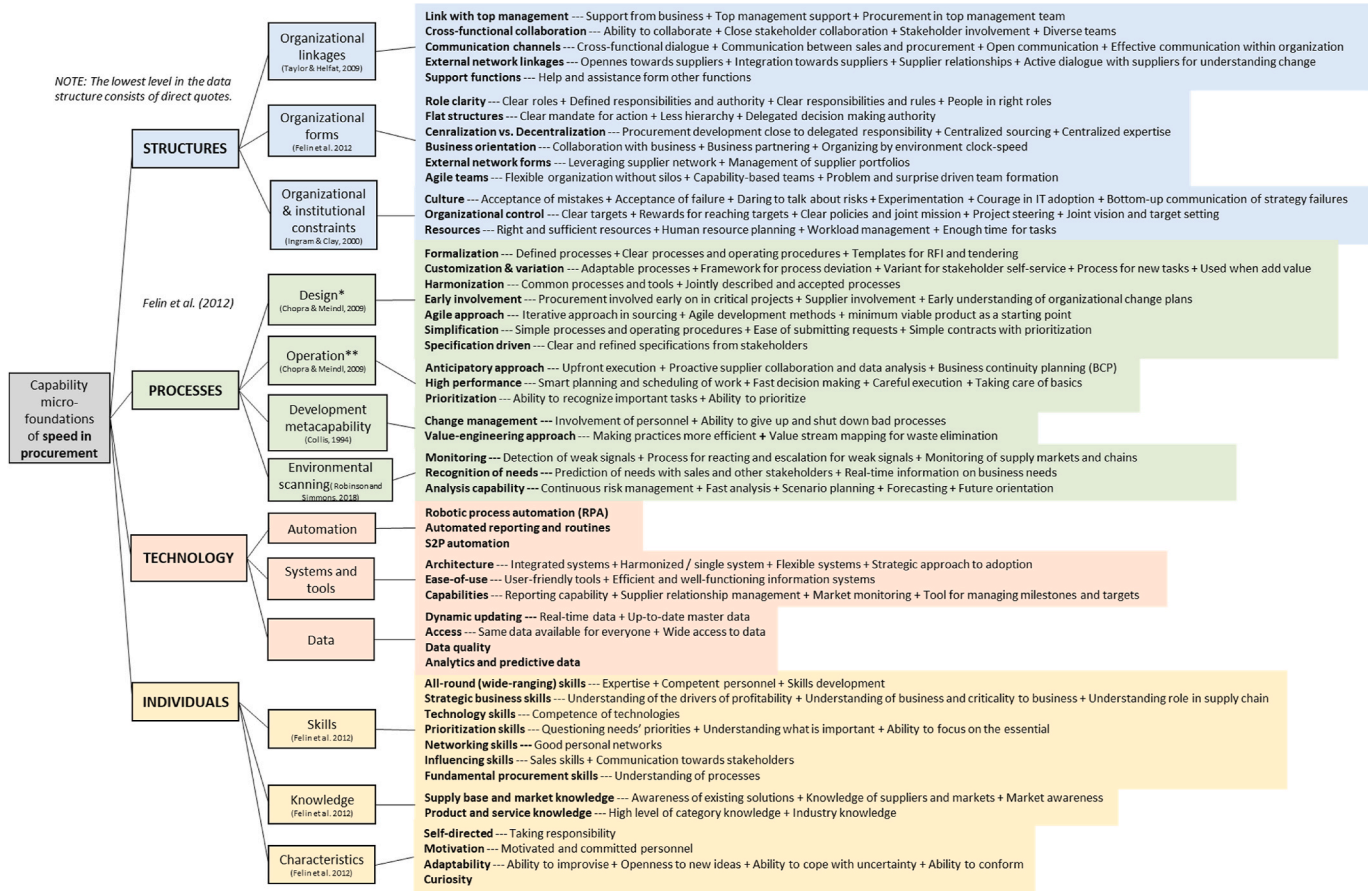 NOTE: The lowest level in the data
structure consists of direct quotes.
Felin et al. (2012)
Capability
micro-
foundations
of speed in
procurement
STRUCTURES
Organizational
linkages
(Taylor & Helfat, 2009)
Link with top management --- Support from business + Top management support + Procurement in top management team
Cross-functional collaboration --- Ability to collaborate + Close stakeholder collaboration + Stakeholder involvement + Diverse teams
Communication channels --- Cross-functional dialogue + Communication between sales and procurement + Open communication + Effective communication within organization
External network linkages --- Opennes towards suppliers + Integration towards suppliers + Supplier relationships + Active dialogue with suppliers for understanding change
Support functions --- Help and assistance form other functions
Organizational
forms
(Felin et al. 2012
Role clarity --- Clear roles + Defined responsibilities and authority + Clear responsibilities and rules + People in right roles
Flat structures --- Clear mandate for action + Less hierarchy + Delegated decision making authority
Cenralization vs. Decentralization --- Procurement development close to delegated responsibility + Centralized sourcing + Centralized expertise
Business orientation --- Collaboration with business + Business partnering + Organizing by environment clock-speed
External network forms --- Leveraging supplier network + Management of supplier portfolios
Agile teams --- Flexible organization without silos + Capability-based teams + Problem and surprise driven team formation
Organizational
& institutional
constraints
(Ingram & Clay, 2000)
Culture --- Acceptance of mistakes + Acceptance of failure + Daring to talk about risks + Experimentation + Courage in IT adoption + Bottom-up communication of strategy failures
Organizational control --- Clear targets + Rewards for reaching targets + Clear policies and joint mission + Project steering + Joint vision and target setting
Resources --- Right and sufficient resources + Human resource planning + Workload management + Enough time for tasks
PROCESSES
Design*
(Chopra & Meindl, 2009)
Formalization --- Defined processes + Clear processes and operating procedures + Templates for RFI and tendering
Customization & variation --- Adaptable processes + Framework for process deviation + Variant for stakeholder self-service + Process for new tasks + Used when add value
Harmonization --- Common processes and tools + Jointly described and accepted processes
Early involvement --- Procurement involved early on in critical projects + Supplier involvement + Early understanding of organizational change plans
Agile approach --- Iterative approach in sourcing + Agile development methods + minimum viable product as a starting point
Simplification --- Simple processes and operating procedures + Ease of submitting requests + Simple contracts with prioritization
Specification driven --- Clear and refined specifications from stakeholders
Operation**
(Chopra & Meindl, 2009)
Anticipatory approach --- Upfront execution + Proactive supplier collaboration and data analysis + Business continuity planning (BCP)
High performance --- Smart planning and scheduling of work + Fast decision making + Careful execution + Taking care of basics
Prioritization --- Ability to recognize important tasks + Ability to prioritize
Development
metacapability
(Collis, 1994)
Change management --- Involvement of personnel + Ability to give up and shut down bad processes
Value-engineering approach --- Making practices more efficient + Value stream mapping for waste elimination
Environmental
scanning( Robinson and
Simmons, 2018)
Monitoring --- Detection of weak signals + Process for reacting and escalation for weak signals + Monitoring of supply markets and chains
Recognition of needs --- Prediction of needs with sales and other stakeholders + Real-time information on business needs
Analysis capability --- Continuous risk management + Fast analysis + Scenario planning + Forecasting + Future orientation
TECHNOLOGY
Automation
Robotic process automation (RPA)
Automated reporting and routines
S2P automation
Systems and
tools
Architecture --- Integrated systems + Harmonized / single system + Flexible systems + Strategic approach to adoption
Ease-of-use --- User-friendly tools + Efficient and well-functioning information systems
Capabilities --- Reporting capability + Supplier relationship management + Market monitoring + Tool for managing milestones and targets
Data
Dynamic updating --- Real-time data + Up-to-date master data
Access --- Same data available for everyone + Wide access to data
Data quality
Analytics and predictive data
INDIVIDUALS
Skills
(Felin et al. 2012)
All-round (wide-ranging) skills --- Expertise + Competent personnel + Skills development
Strategic business skills --- Understanding of the drivers of profitability + Understanding of business and criticality to business + Understanding role in supply chain
Technology skills --- Competence of technologies
Prioritization skills --- Questioning needs' priorities + Understanding what is important + Ability to focus on the essential
Networking skills --- Good personal networks
Influencing skills --- Sales skills + Communication towards stakeholders
Fundamental procurement skills --- Understanding of processes
Knowledge
(Felin et al. 2012)
Supply base and market knowledge --- Awareness of existing solutions + Knowledge of suppliers and markets + Market awareness
Product and service knowledge --- High level of category knowledge + Industry knowledge
Characteristics
(Felin et al. 2012)
Self-directed --- Taking responsibility
Motivation --- Motivated and committed personnel
Adaptability --- Ability to improvise + Openness to new ideas + Ability to cope with uncertainty + Ability to conform
Curiosity